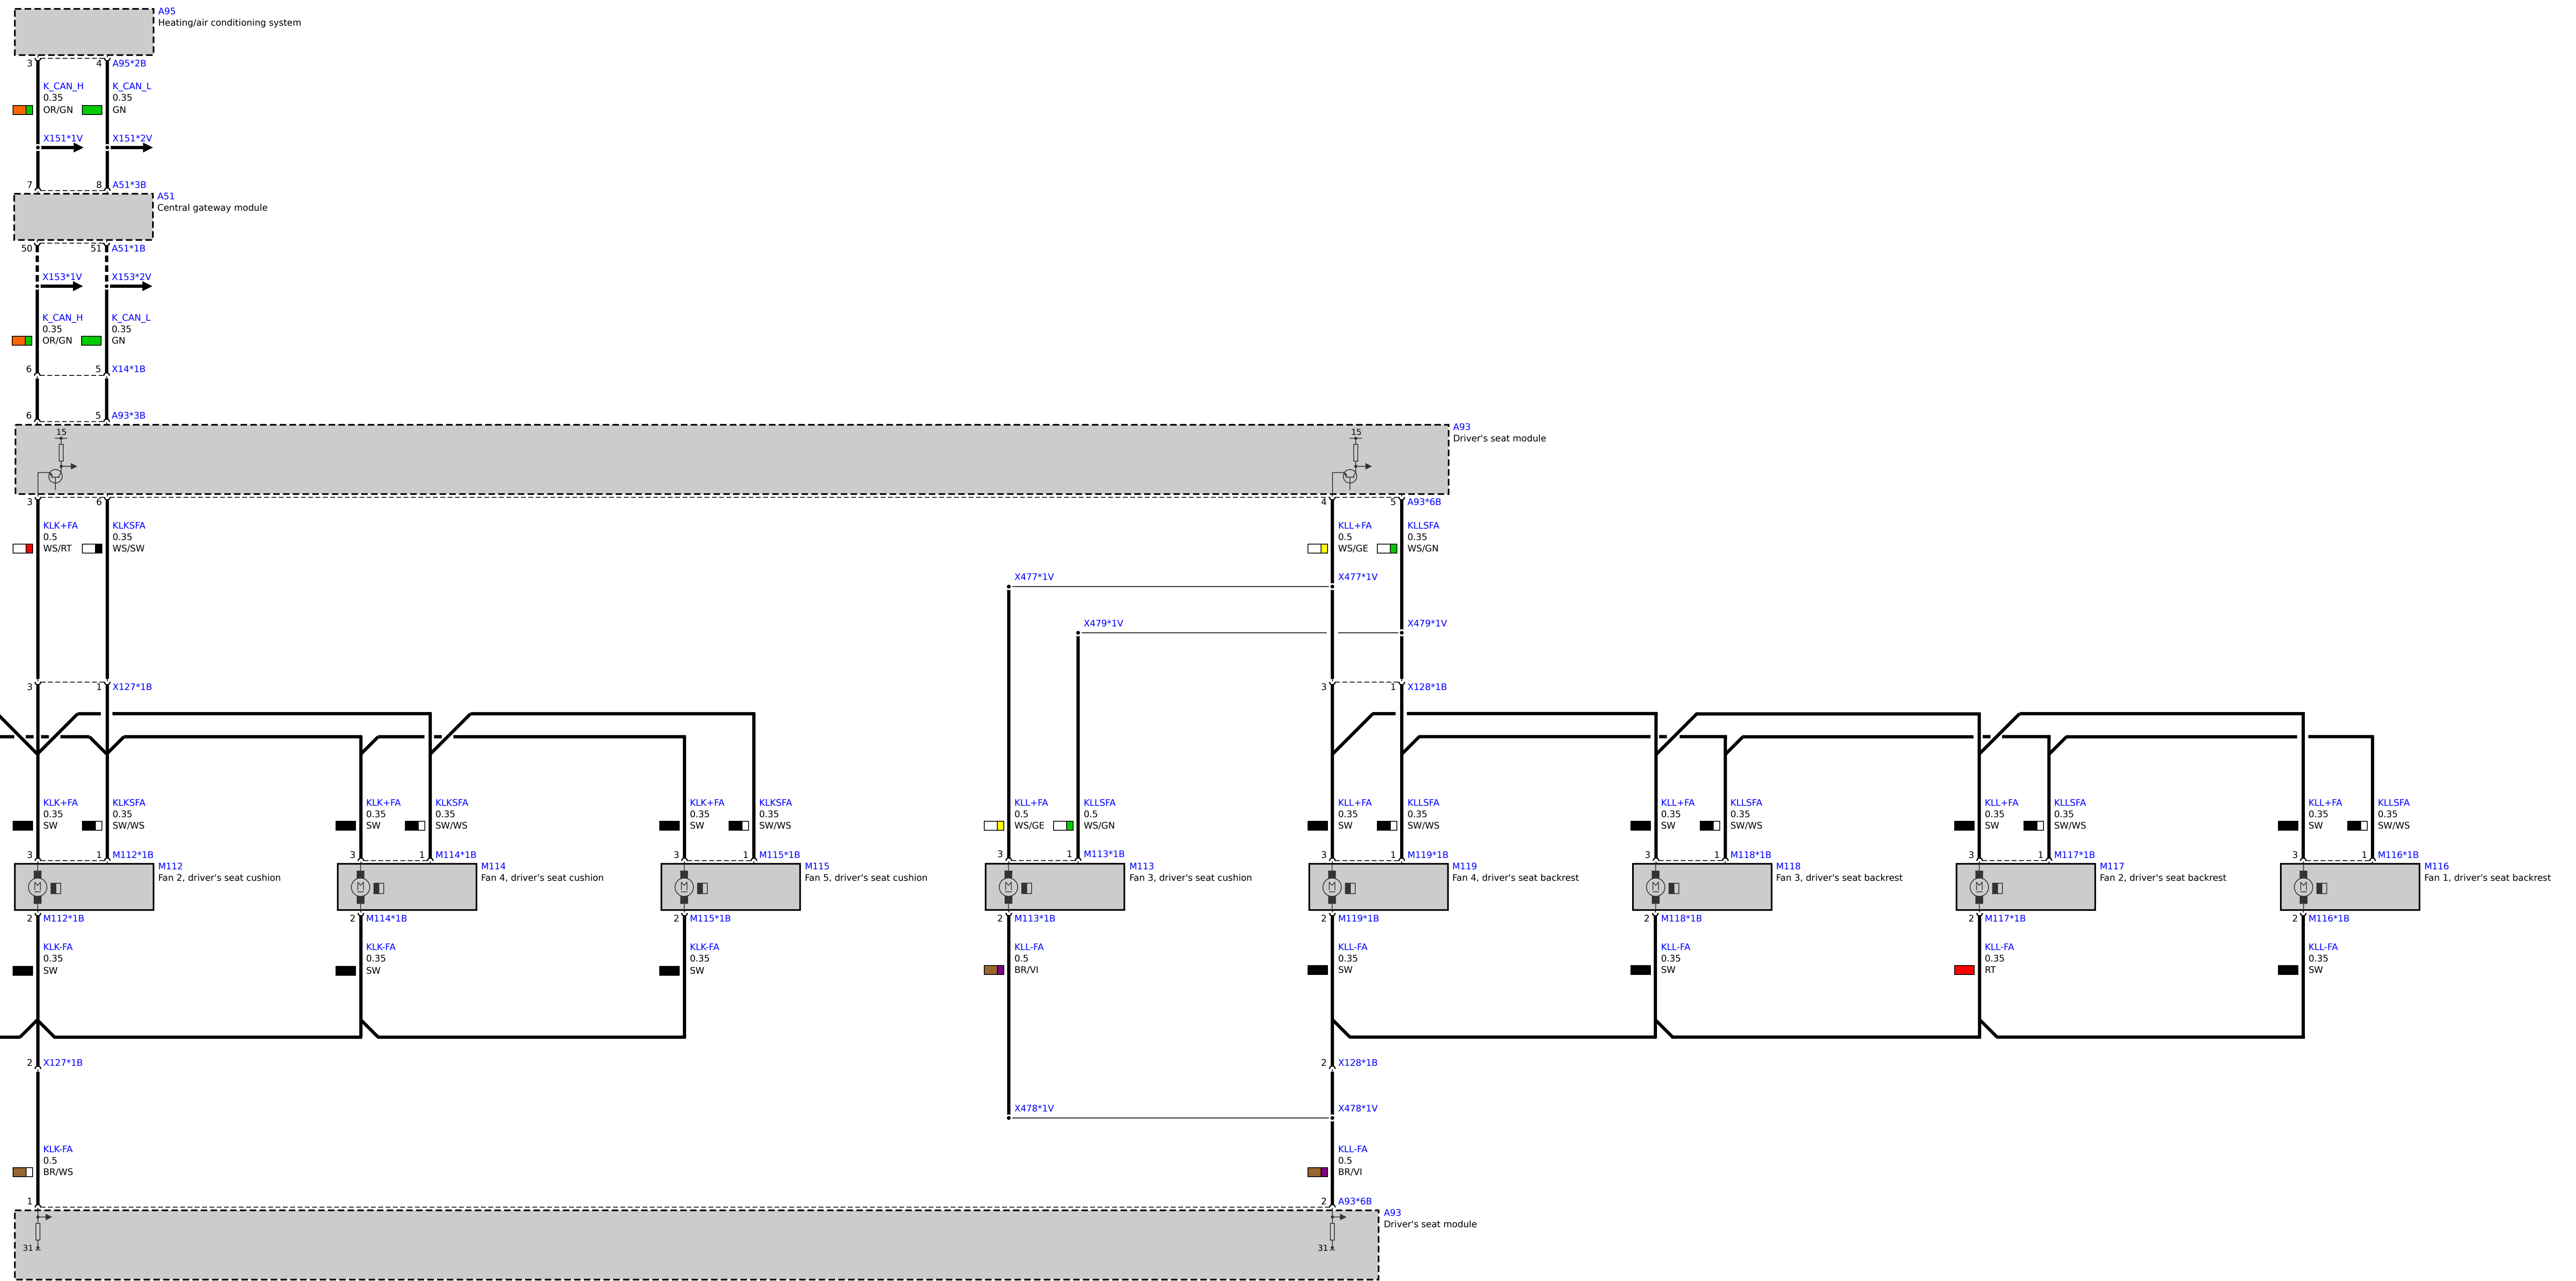 A95
Heating/air conditioning system
3 4 A95*2B
K_CAN_H K_CAN_L
0.35 0.35
OR/GN GN
X151*1V X151*2V
7 8 A51*3B
A51
Central gateway module
50 51 A51*1B
X153*1V X153*2V
K_CAN_H K_CAN_L
0.35 0.35
OR/GN GN
6 5 X14*1B
6 5 A93*3B
A93
15 15
Driver's seat module
3 6 4 5 A93*6B
KLK+FA KLKSFA KLL+FA KLLSFA
0.5 0.35 0.5 0.35
WS/RT WS/SW WS/GE WS/GN
X477*1V X477*1V
X479*1V X479*1V
3 1 X127*1B 3 1 X128*1B
KLK+FA KLKSFA KLK+FA KLKSFA KLK+FA KLKSFA KLL+FA KLLSFA KLL+FA KLLSFA KLL+FA KLLSFA KLL+FA KLLSFA KLL+FA KLLSFA
0.35 0.35 0.35 0.35 0.35 0.35 0.5 0.5 0.35 0.35 0.35 0.35 0.35 0.35 0.35 0.35
SW SW/WS SW SW/WS SW SW/WS WS/GE WS/GN SW SW/WS SW SW/WS SW SW/WS SW SW/WS
3 1 M112*1B 3 1 M114*1B 3 1 M115*1B 3 1 M113*1B 3 1 M119*1B 3 1 M118*1B 3 1 M117*1B 3 1 M116*1B
M112 M114 M115 M113 M119 M118 M117 M116
Fan 2, driver's seat cushion Fan 4, driver's seat cushion Fan 5, driver's seat cushion Fan 3, driver's seat cushion Fan 4, driver's seat backrest Fan 3, driver's seat backrest Fan 2, driver's seat backrest Fan 1, driver's seat backrest
M M M M M M M M
2 M112*1B 2 M114*1B 2 M115*1B 2 M113*1B 2 M119*1B 2 M118*1B 2 M117*1B 2 M116*1B
KLK-FA KLK-FA KLK-FA KLL-FA KLL-FA KLL-FA KLL-FA KLL-FA
0.35 0.35 0.35 0.5 0.35 0.35 0.35 0.35
SW SW SW BR/VI SW SW RT SW
2 X127*1B 2 X128*1B
X478*1V X478*1V
KLK-FA KLL-FA
0.5 0.5
BR/WS BR/VI
1 2 A93*6B
A93
Driver's seat module
31 31